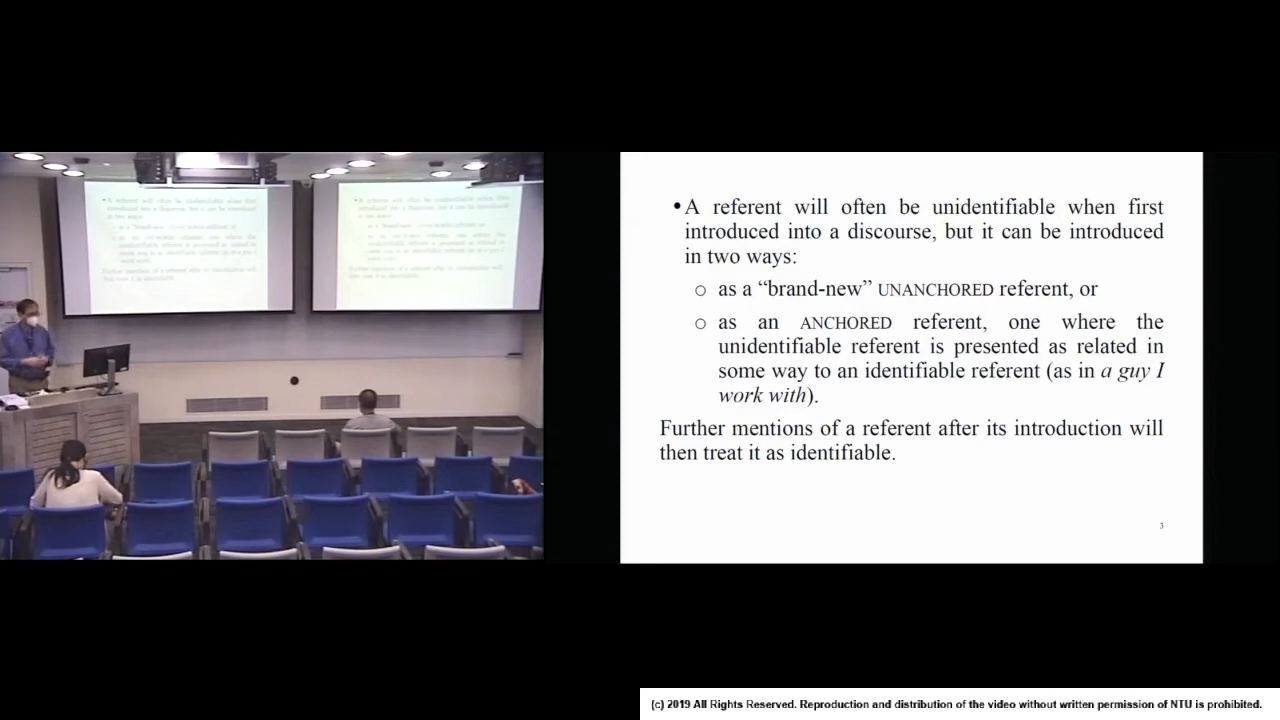 •A referent will often be unidentifiable when first
introduced into a discourse, but it can be introduced
in two ways:
o as a “brand-new” UNANCHORED referent, or
o as an ANCHORED referent, one where the
unidentifiable referent is presented as related in
some way to an identifiable referent (as in a guy I
work with).
Further mentions of a referent after its introduction will
then treat it as identifiable.
3
(c) 2019 All Rights Reserved. Reproduction and distribution of the video without written permission of NTU is prohibited.